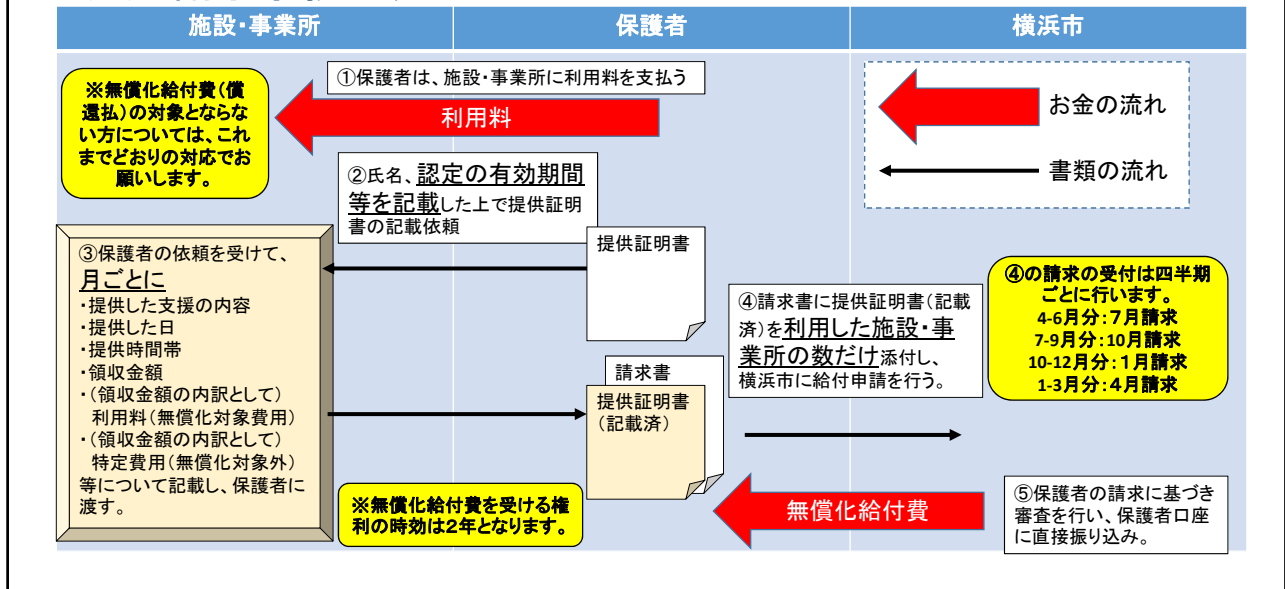 施設・事業所
保護者
横浜市
①保護者は、施設・事業所に利用料を支払う
※無償化給付費(償
還払)の対象とならな
い方については、これ
までどおりの対応でお
願いします。
利用料
お金の流れ
書類の流れ
②氏名、認定の有効期間
等を記載した上で提供証明
書の記載依頼
提供証明書
③保護者の依頼を受けて、
月ごとに
・提供した支援の内容
・提供した日
・提供時間帯
・領収金額
・(領収金額の内訳として)
利用料(無償化対象費用)
・(領収金額の内訳として)
特定費用(無償化対象外)
等について記載し、保護者に
渡す。
④請求書に提供証明書(記載
済)を利用した施設・事
業所の数だけ添付し、
横浜市に給付申請を行う。
④の請求の受付は四半期
ごとに行います。
4-6月分:7月請求
7-9月分:10月請求
10-12月分:1月請求
1-3月分:4月請求
請求書
提供証明書
(記載済)
※無償化給付費を受ける権
利の時効は2年となります。
無償化給付費
⑤保護者の請求に基づき
審査を行い、保護者口座
に直接振り込み。